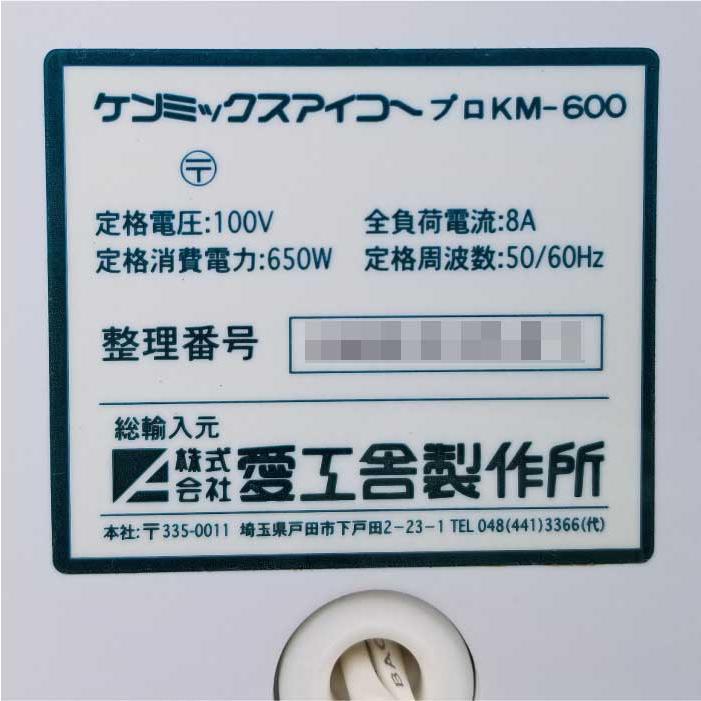 ケンミックスアイコー プロKM-600
〒
定格電圧:100V 全負荷電流:8A
定格消費電力:650W 定格周波数:50/60Hz
整理番号
総輸入元
株式会社 愛工舎製作所
本社:〒335-0011 埼玉県戸田市下戸田2-23-1 TEL 048(441)3366(代)